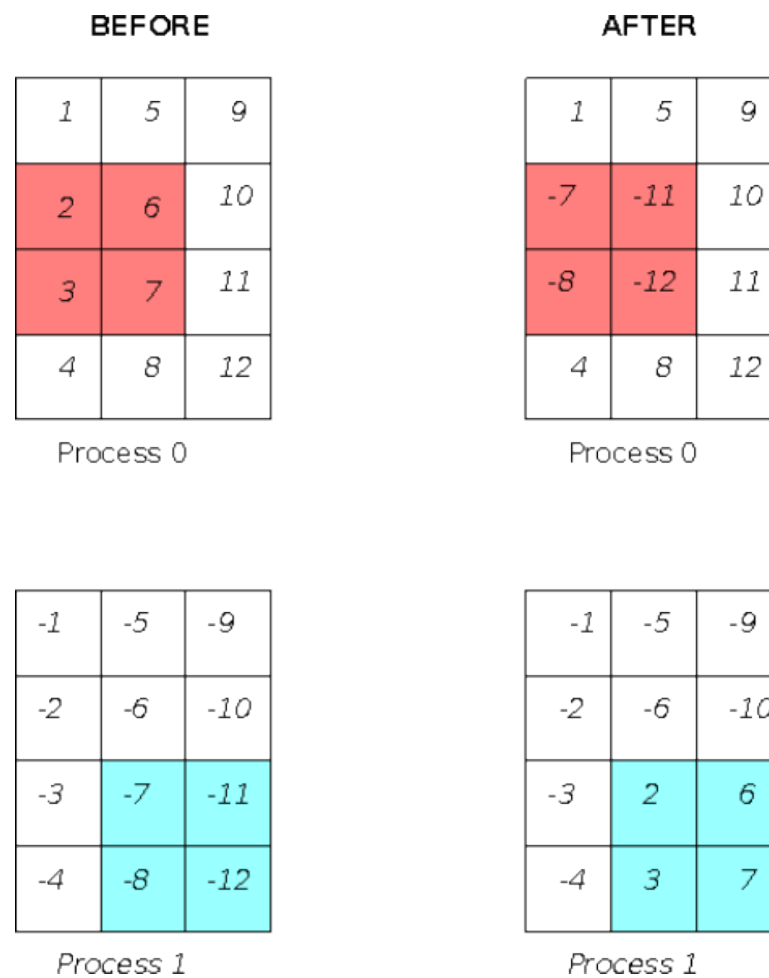 BEFORE AFTER
1 5 9 1 5 9
2 6 10 -7 -11 10
3 7 11 -8 -12 11
4 8 12 4 8 12
Process 0 Process 0
-1 -5 -9 -1 -5 -9
-2 -6 -10 -2 -6 -10
-3 -7 -11 -3 2 6
-4 -8 -12 -4 3 7
Process 1 Process 1